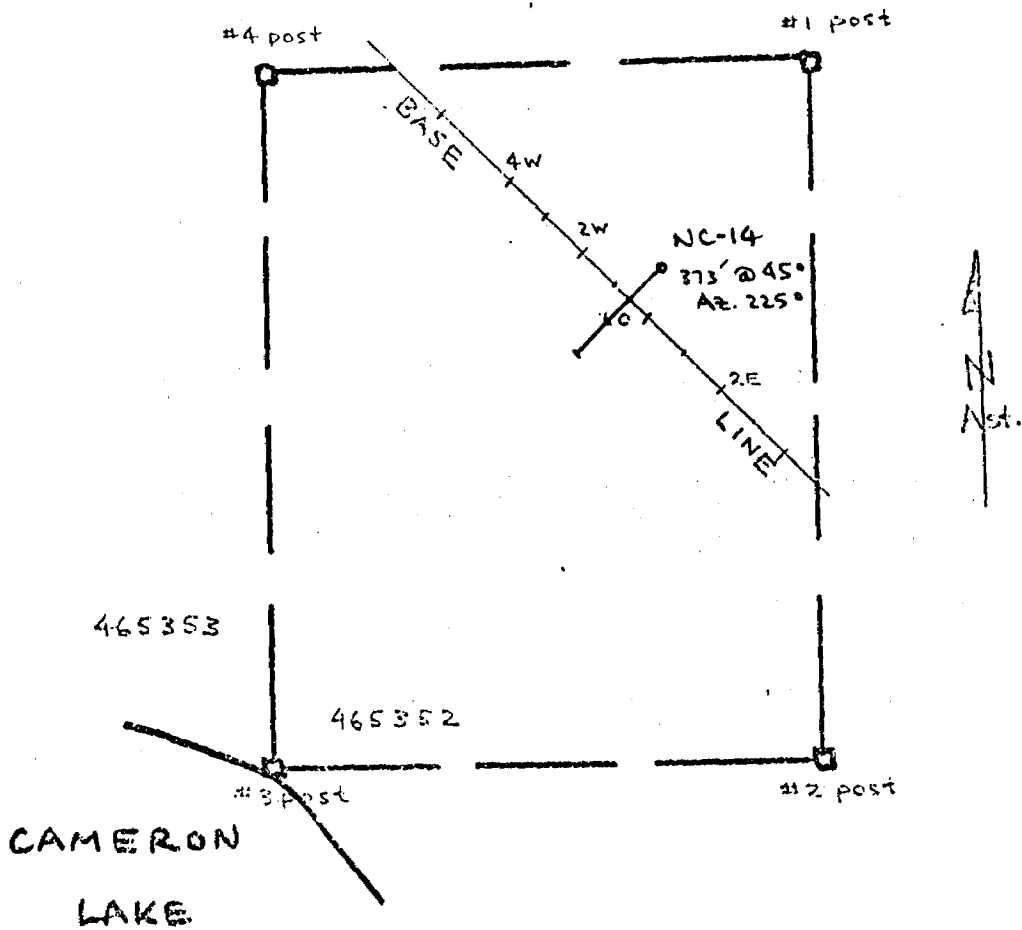 #4 post
#1 post
BASE
4W
2W
NC-14
373' @ 45°
Az. 225°
0
2E
LINE
N
Ast.
465353
465352
#3 post
#2 post
CAMERON
LAKE